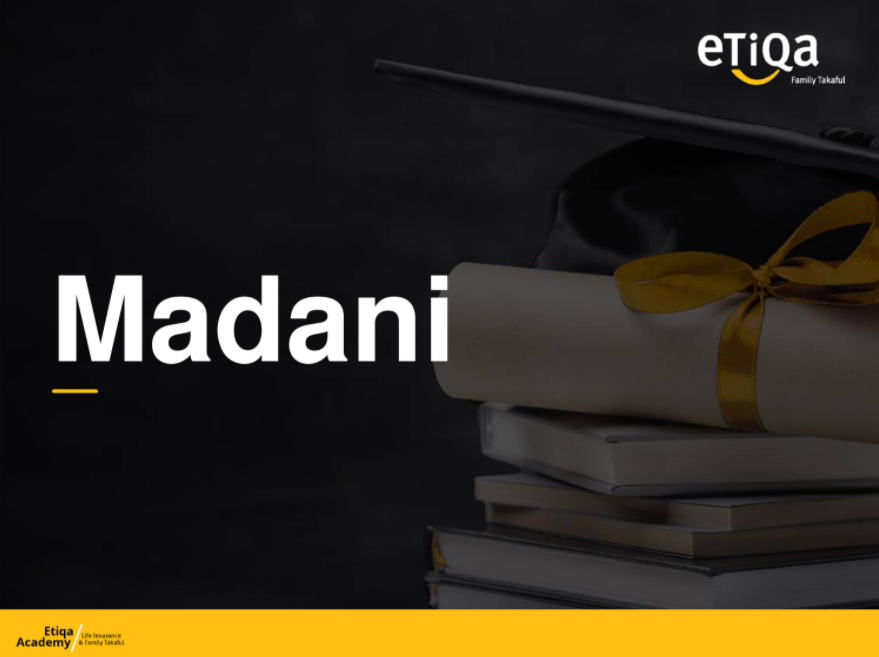 eTiQa
Family Takaful
Madani
Etiqa
Academy
Life Insurance
& Family Takaful